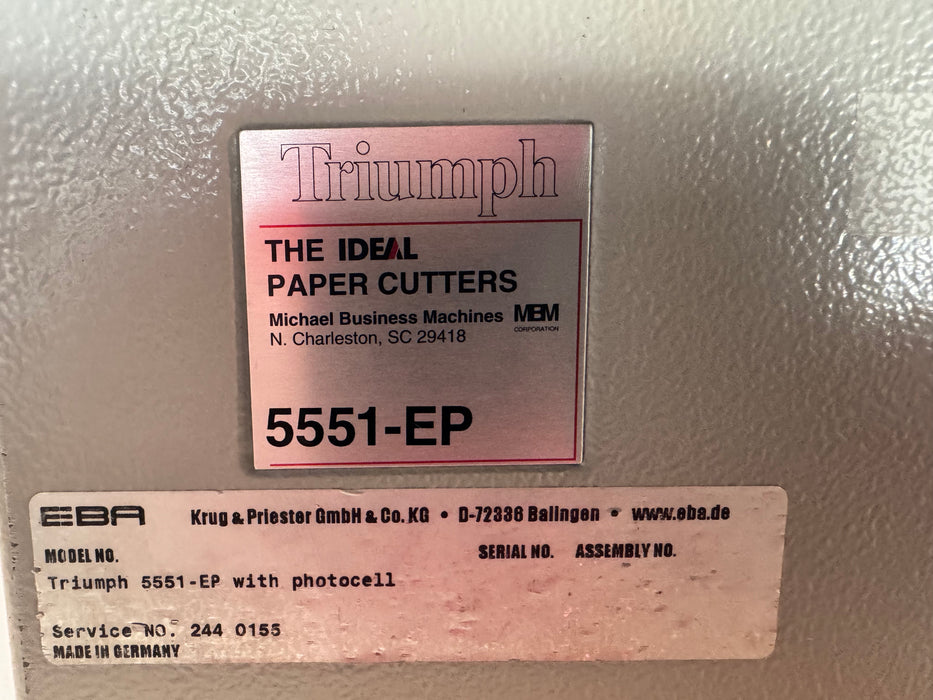 Triumph
THE IDEAL
PAPER CUTTERS
Michael Business Machines MBM
N. Charleston, SC 29418 CORPORATION
5551-EP
EBA Krug & Priester GmbH & Co. KG • D-72336 Balingen • www.eba.de
MODEL NO. SERIAL NO. ASSEMBLY NO.
Triumph 5551-EP with photocell
Service NO. 244 0155
MADE IN GERMANY